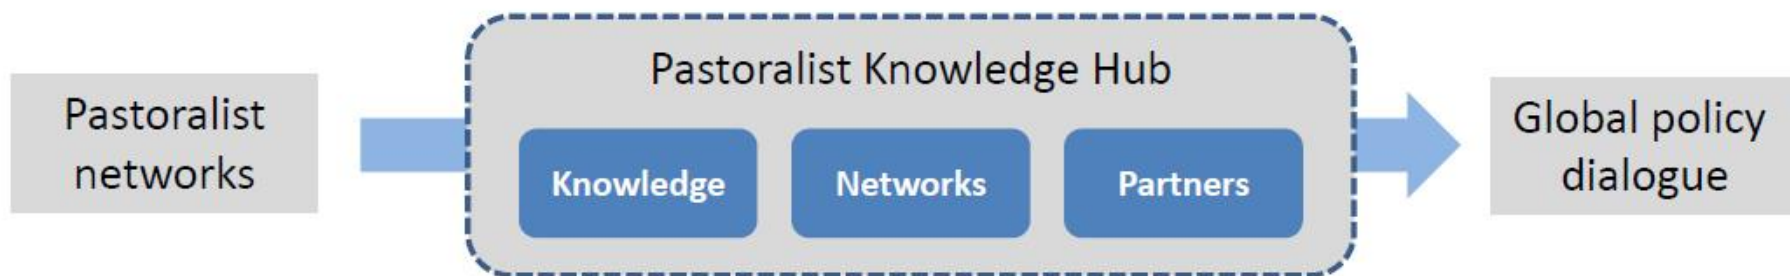 Pastoralist
networks
Pastoralist Knowledge Hub
Knowledge
Networks
Partners
Global policy
dialogue